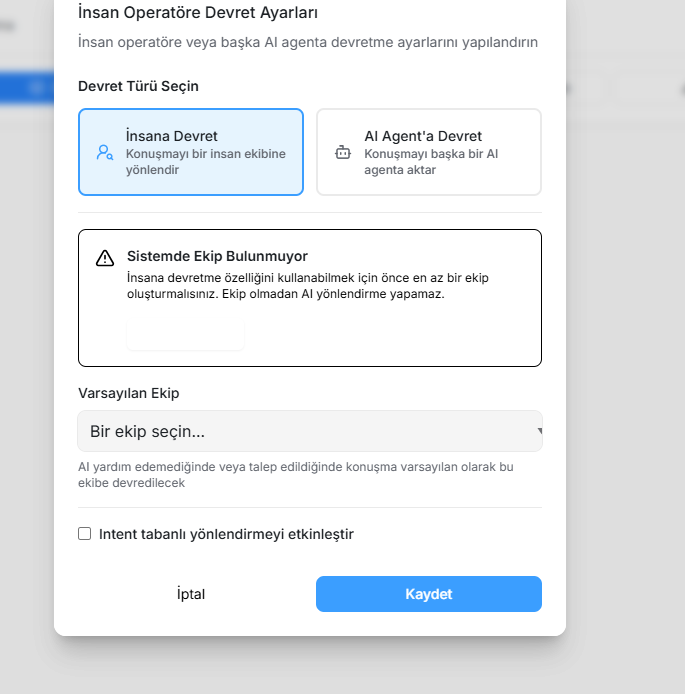 İnsan Operatöre Devret Ayarları
İnsan operatöre veya başka AI agenta devretme ayarlarını yapılandırın
Devret Türü Seçin
İnsana Devret
Konuşmayı bir insan ekibine
yönlendir
AI Agent'a Devret
Konuşmayı başka bir AI
agenta aktar
Sistemde Ekip Bulunmuyor
İnsana devretme özelliğini kullanabilmek için önce en az bir ekip
oluşturmalısınız. Ekip olmadan AI yönlendirme yapamaz.
Varsayılan Ekip
Bir ekip seçin...
AI yardım edemediğinde veya talep edildiğinde konuşma varsayılan olarak bu
ekibe devredilecek
Intent tabanlı yönlendirmeyi etkinleştir
İptal
Kaydet